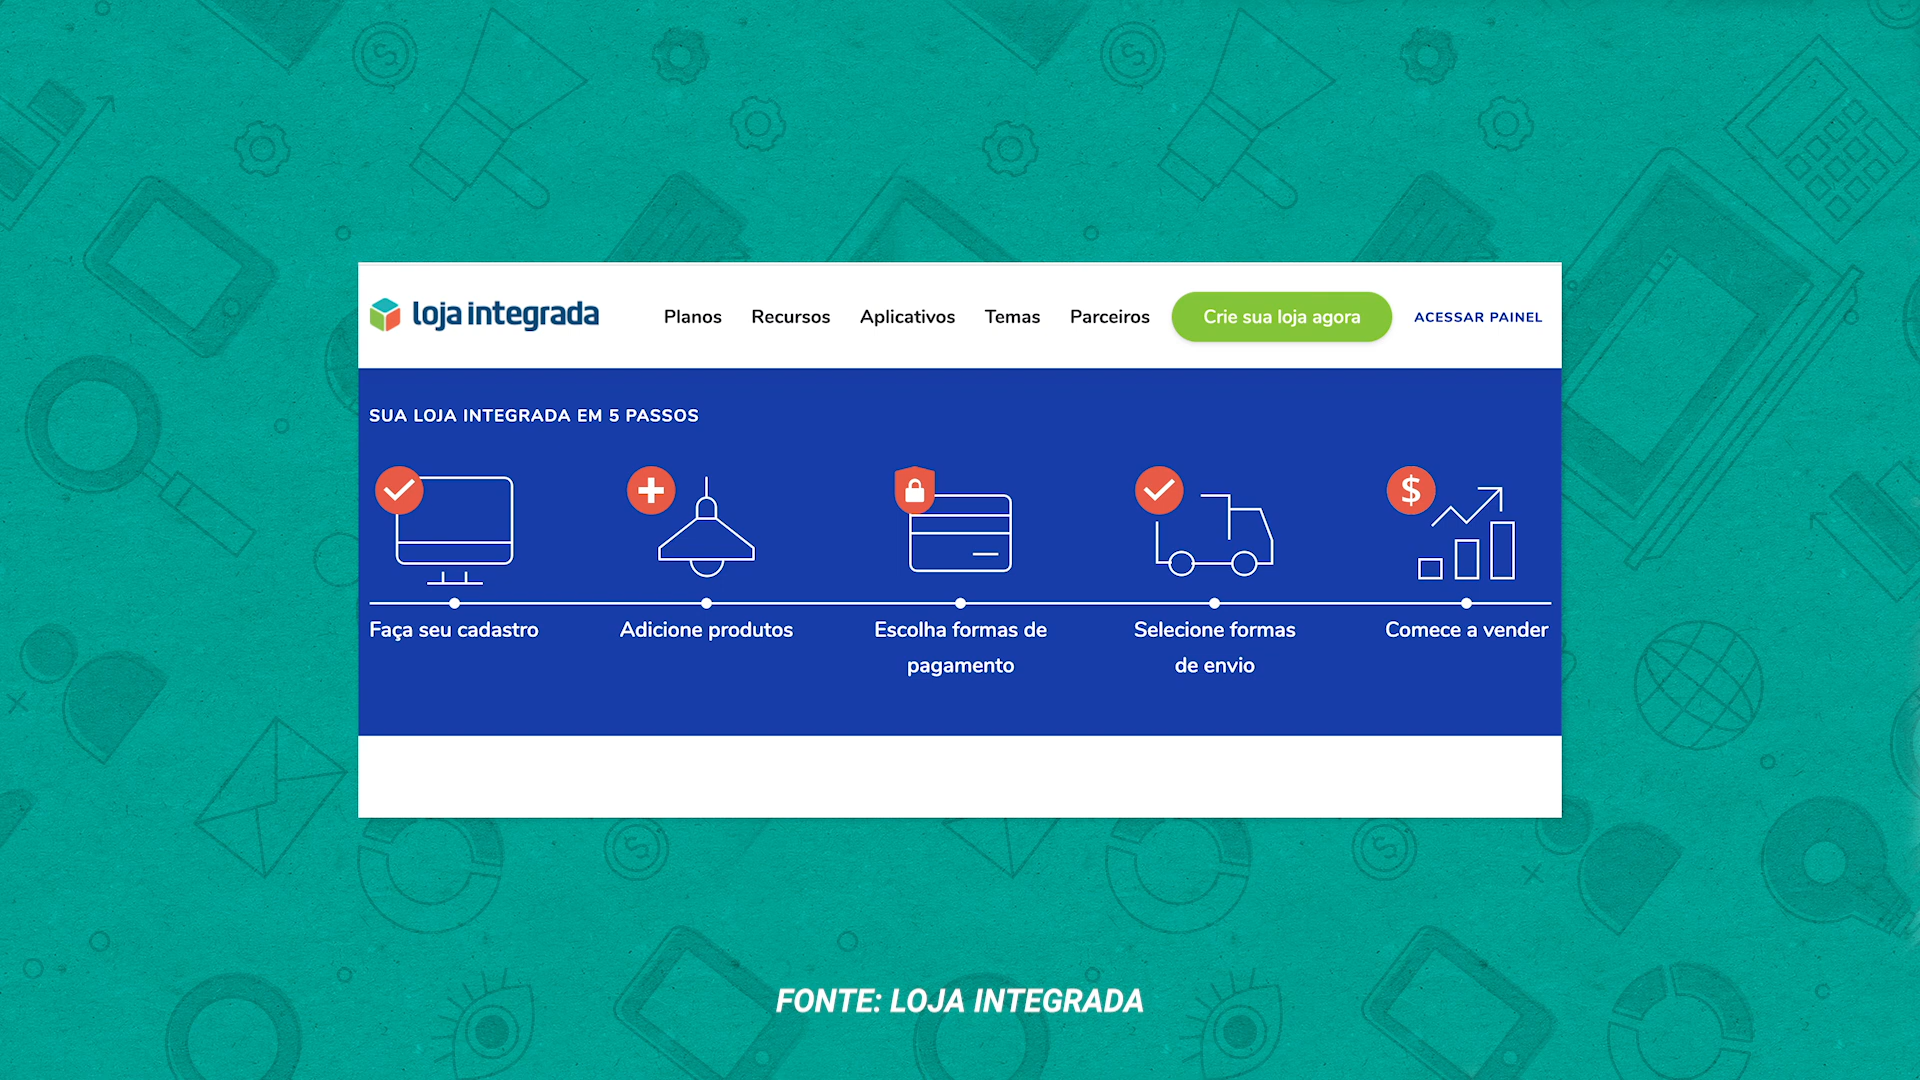 loja integrada
Planos Recursos Aplicativos Temas Parceiros Crie sua loja agora ACESSAR PAINEL
SUA LOJA INTEGRADA EM 5 PASSOS
$
Faça seu cadastro
Adicione produtos
Escolha formas de
pagamento
Selecione formas
de envio
Comece a vender
FONTE: LOJA INTEGRADA